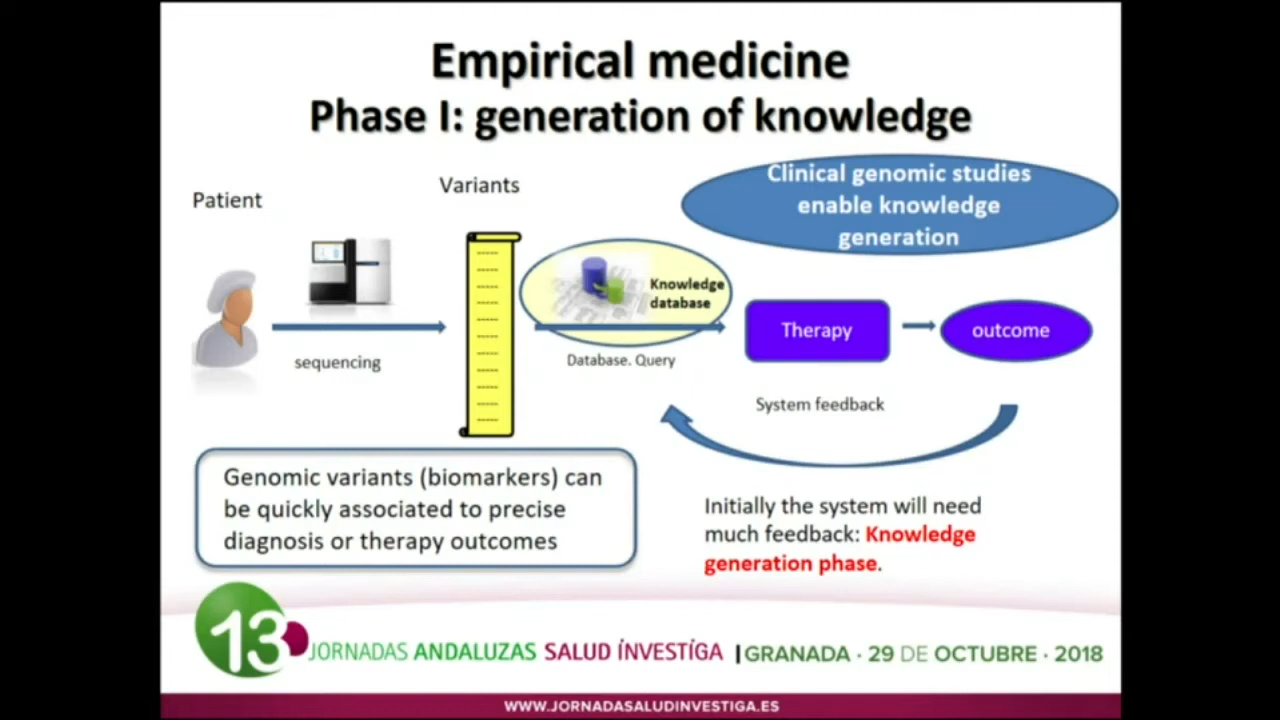 Empirical medicine
Phase I: generation of knowledge
Clinical genomic studies
enable knowledge
generation
Patient
Variants
Knowledge
database
Therapy
outcome
sequencing
Database. Query
System feedback
Genomic variants (biomarkers) can
be quickly associated to precise
diagnosis or therapy outcomes
Initially the system will need
much feedback: Knowledge
generation phase.
13 JORNADAS ANDALUZAS SALUD ÍNVESTÍGA | GRANADA · 29 DE OCTUBRE · 2018
WWW.JORNADASALUDINVESTIGA.ES